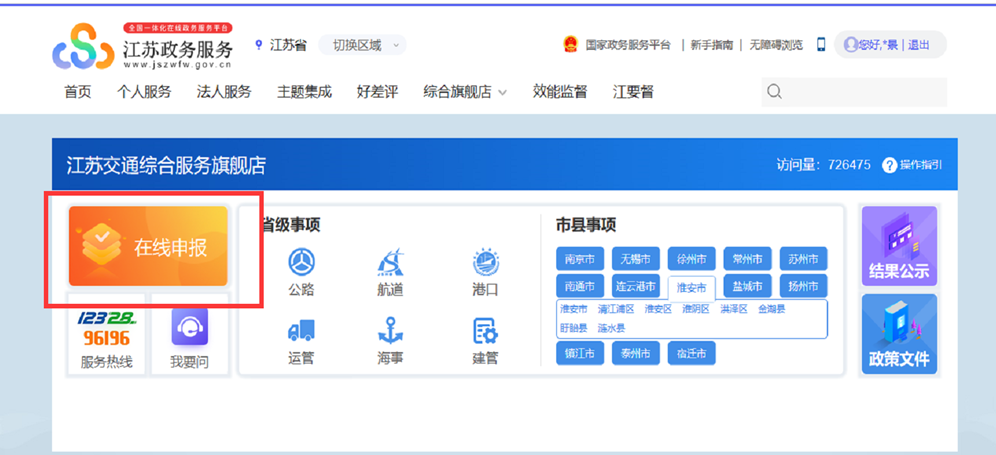 全国一体化在线政务服务平台
江苏政务服务
www.jszwfw.gov.cn
江苏省
切换区域
国家政务服务平台 | 新手指南 | 无障碍浏览
您好,*景 | 退出
首页 个人服务 法人服务 主题集成 好差评 综合旗舰店 效能监督 江要督
江苏交通综合服务旗舰店
访问量：726475
? 操作指引
在线申报
12328
96196
服务热线
我要问
省级事项
公路 航道 港口
运管 海事 建管
市县事项
南京市 无锡市 徐州市 常州市 苏州市
南通市 连云港市 淮安市 盐城市 扬州市
淮安市 清江浦区 淮安区 淮阴区 洪泽区 金湖县
盱眙县 涟水县
镇江市 泰州市 宿迁市
结果公示
政策文件